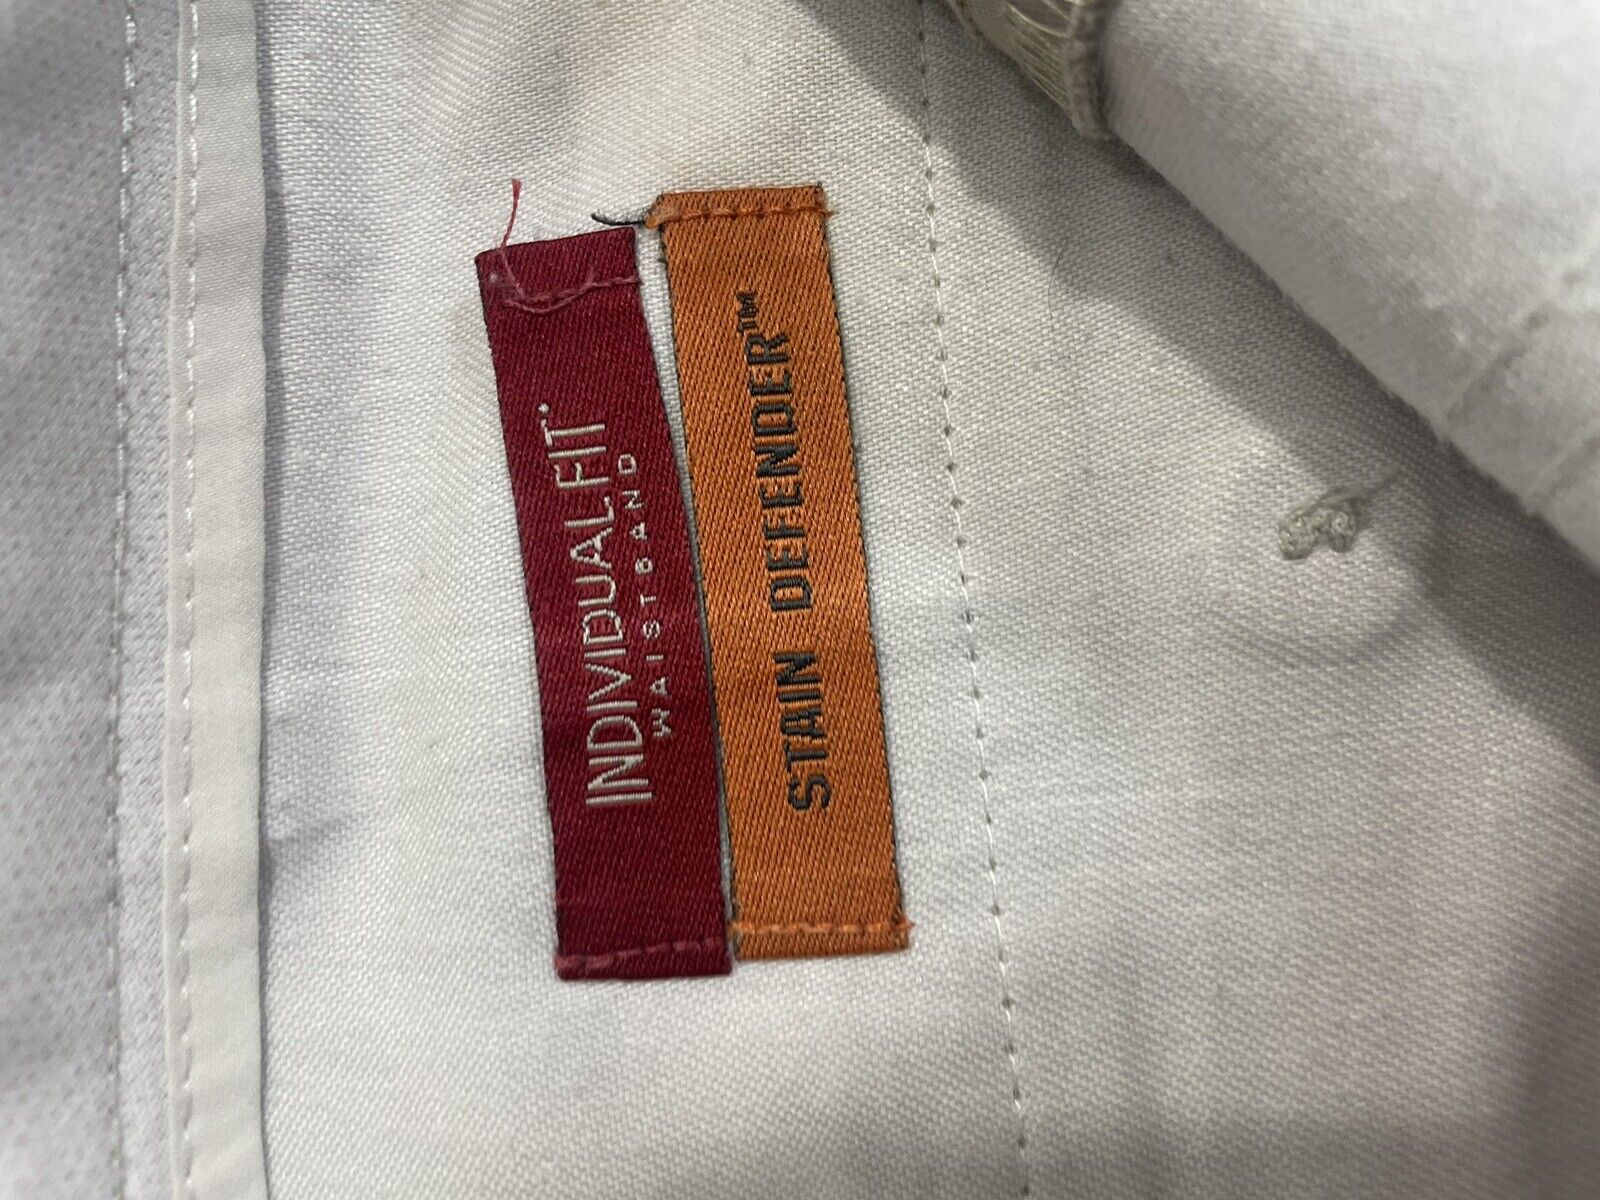 INDIVIDUAL FIT
WAISTBAND
STAIN DEFENDER™